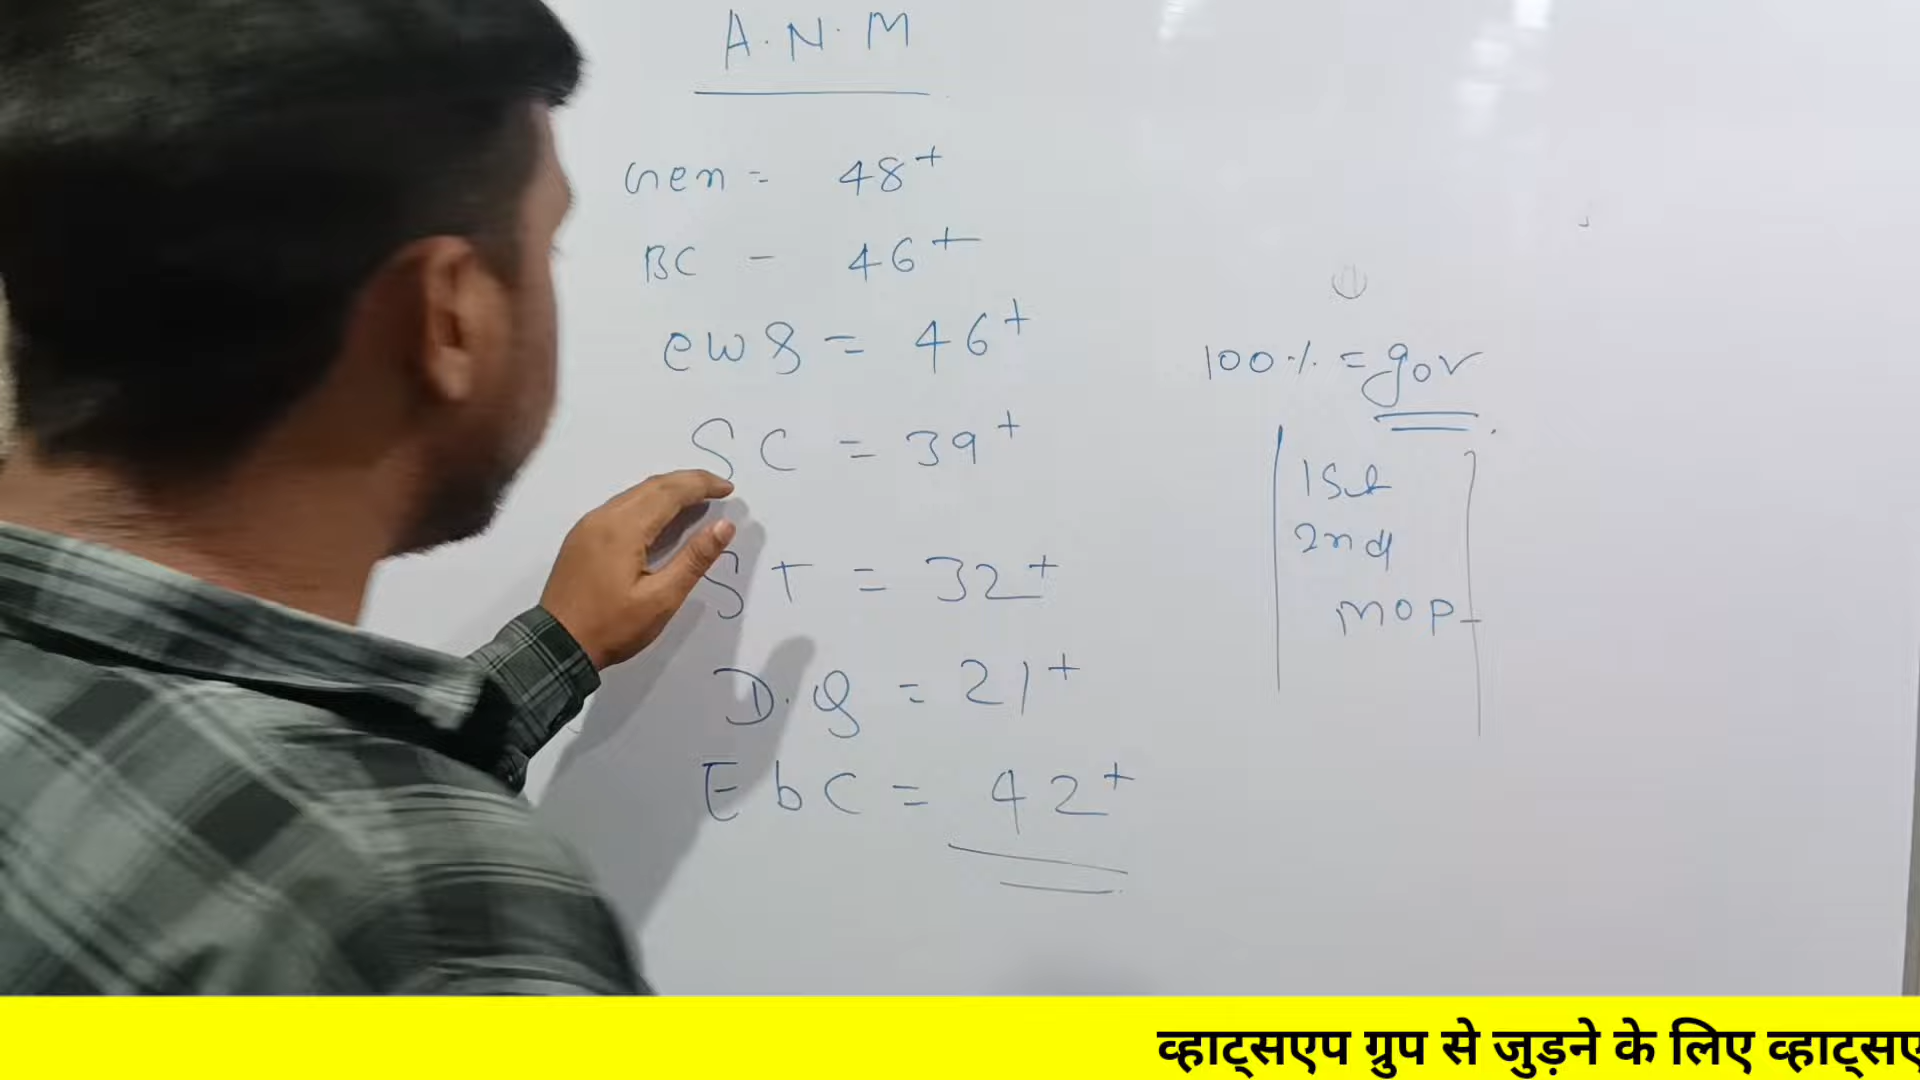 A.N.M
Gen = 48+
BC - 46+
ews = 46+
SC = 39+
ST = 32+
D.Q = 21+
Ebc = 42+
100% = gov
1st
2nd
mop
व्हाट्सएप ग्रुप से जुड़ने के लिए व्हाट्सए